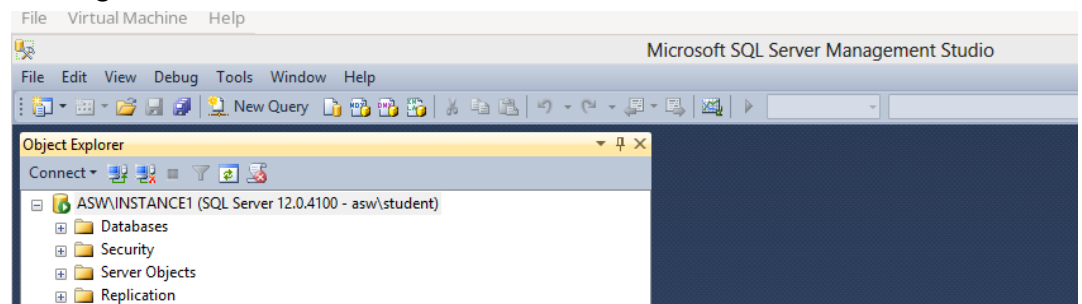 File Virtual Machine Help
Microsoft SQL Server Management Studio
File Edit View Debug Tools Window Help
New Query
Object Explorer
Connect
ASW\INSTANCE1 (SQL Server 12.0.4100 - asw\student)
Databases
Security
Server Objects
Replication